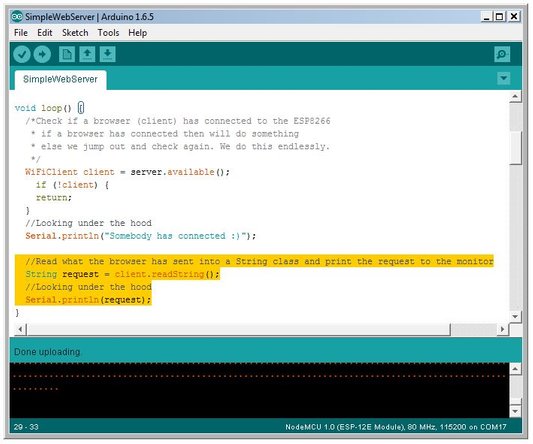 SimpleWebServer | Arduino 1.6.5
File Edit Sketch Tools Help
SimpleWebServer
void loop() {
/*Check if a browser (client) has connected to the ESP8266
* if a browser has connected then will do something
* else we jump out and check again. We do this endlessly.
*/
WiFiClient client = server.available();
if (!client) {
return;
}
//Looking under the hood
Serial.println("Somebody has connected :)");
//Read what the browser has sent into a String class and print the request to the monitor
String request = client.readString();
//Looking under the hood
Serial.println(request);
}
Done uploading.
29 - 33
NodeMCU 1.0 (ESP-12E Module), 80 MHz, 115200 on COM17